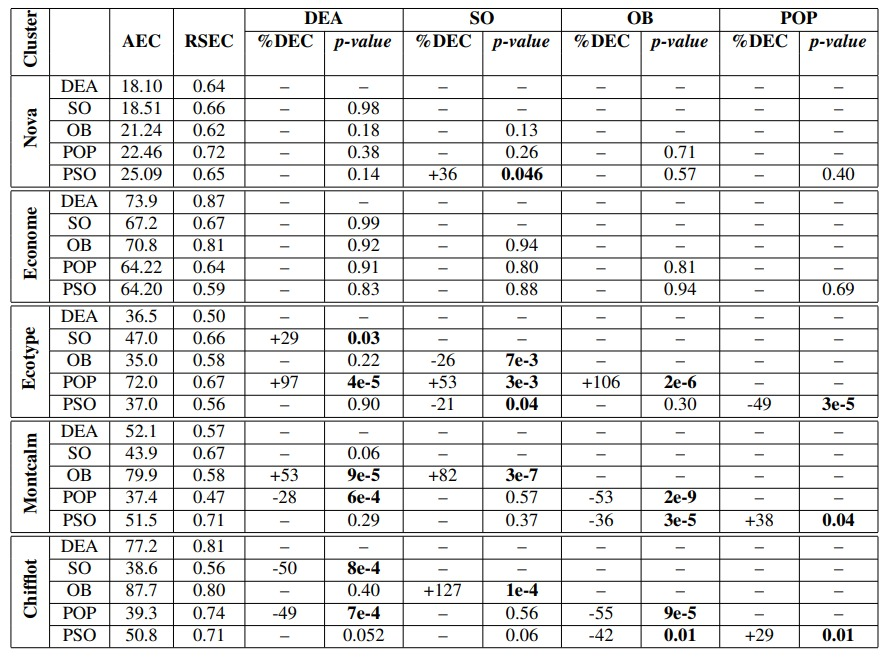 DEA SO OB POP
Cluster AEC RSEC %DEC p-value %DEC p-value %DEC p-value %DEC p-value
Nova
DEA 18.10 0.64 – – – – – – – –
SO 18.51 0.66 – 0.98 – – – – – –
OB 21.24 0.62 – 0.18 – 0.13 – – – –
POP 22.46 0.72 – 0.38 – 0.26 – 0.71 – –
PSO 25.09 0.65 – 0.14 +36 0.046 – 0.57 – 0.40
Econome
DEA 73.9 0.87 – – – – – – – –
SO 67.2 0.67 – 0.99 – – – – – –
OB 70.8 0.81 – 0.92 – 0.94 – – – –
POP 64.22 0.64 – 0.91 – 0.80 – 0.81 – –
PSO 64.20 0.59 – 0.83 – 0.88 – 0.94 – 0.69
Ecotype
DEA 36.5 0.50 – – – – – – – –
SO 47.0 0.66 +29 0.03 – – – – – –
OB 35.0 0.58 – 0.22 -26 7e-3 – – – –
POP 72.0 0.67 +97 4e-5 +53 3e-3 +106 2e-6 – –
PSO 37.0 0.56 – 0.90 -21 0.04 – 0.30 -49 3e-5
Montcalm
DEA 52.1 0.57 – – – – – – – –
SO 43.9 0.67 – 0.06 – – – – – –
OB 79.9 0.58 +53 9e-5 +82 3e-7 – – – –
POP 37.4 0.47 -28 6e-4 – 0.57 -53 2e-9 – –
PSO 51.5 0.71 – 0.29 – 0.37 -36 3e-5 +38 0.04
Chifflot
DEA 77.2 0.81 – – – – – – – –
SO 38.6 0.56 -50 8e-4 – – – – – –
OB 87.7 0.80 – 0.40 +127 1e-4 – – – –
POP 39.3 0.74 -49 7e-4 – 0.56 -55 9e-5 – –
PSO 50.8 0.71 – 0.052 – 0.06 -42 0.01 +29 0.01